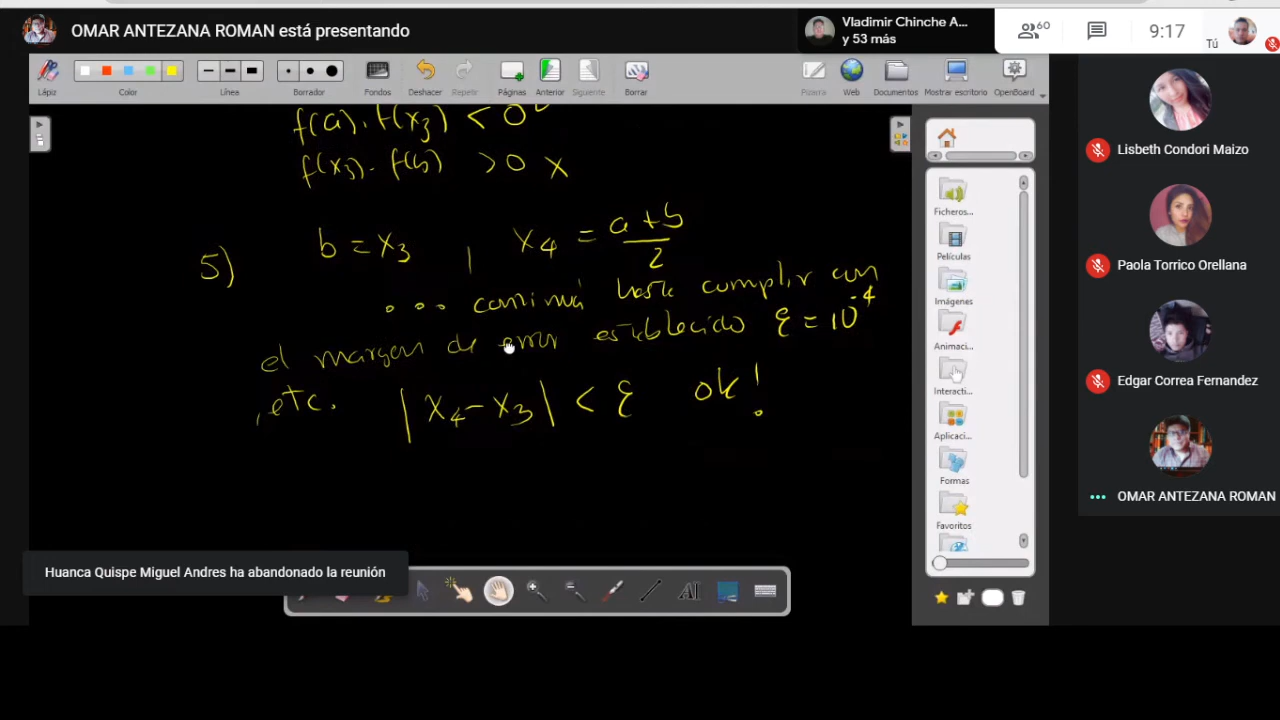 OMAR ANTEZANA ROMAN está presentando
Vladimir Chinche A...
y 53 más
60
9:17
Tú
Lápiz
Color
Línea
Borrador
Fondos
Deshacer
Repetir
Páginas
Anterior
Siguiente
Borrar
Pizarra
Web
Documentos
Mostrar escritorio
OpenBoard
f(a).f(x3) < 0
f(x3).f(b) > 0 x
5) b = x3 | x4 = a+b/2
... continuá hasta cumplir con
el margen de error establecido ε = 10^-4
, etc. |x4-x3| < ε ok!
Ficheros...
Películas
Imágenes
Animaci...
Interacti...
Aplicaci...
Formas
Favoritos
Lisbeth Condori Maizo
Paola Torrico Orellana
Edgar Correa Fernandez
OMAR ANTEZANA ROMAN
Huanca Quispe Miguel Andres ha abandonado la reunión
AI